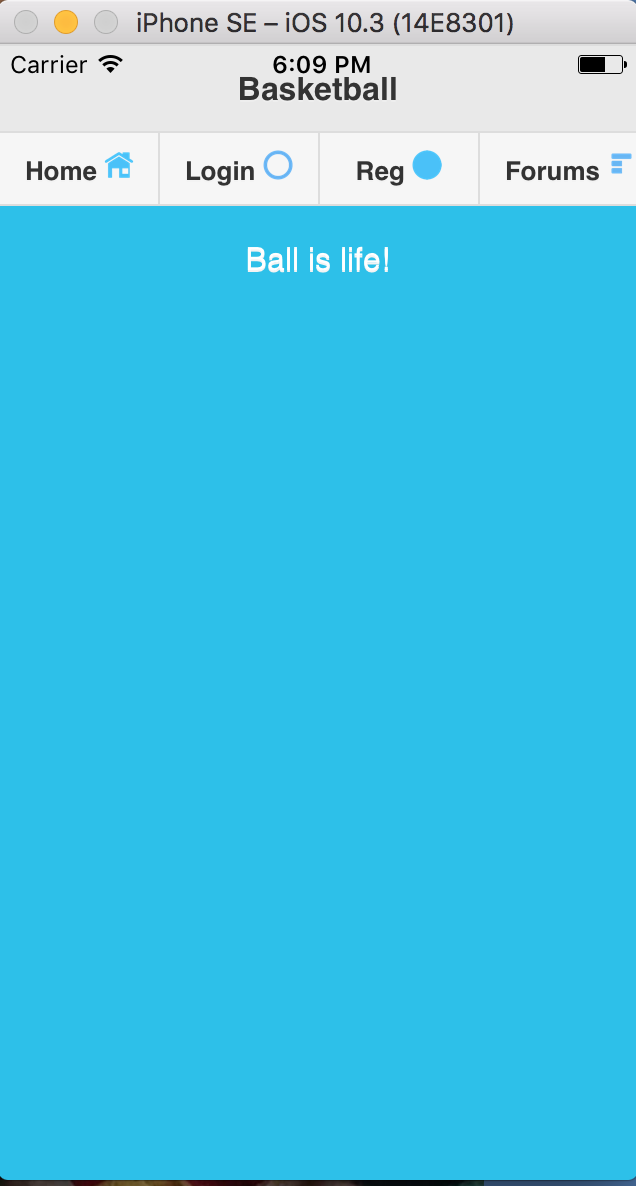 iPhone SE – iOS 10.3 (14E8301)
Carrier 6:09 PM
Basketball
Home Login Reg Forums
Ball is life!